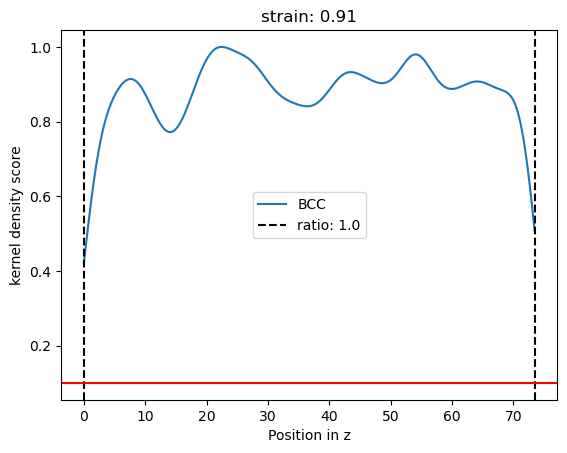 strain: 0.91
kernel density score
1.0
0.8
0.6
0.4
0.2
BCC
ratio: 1.0
0 10 20 30 40 50 60 70
Position in z